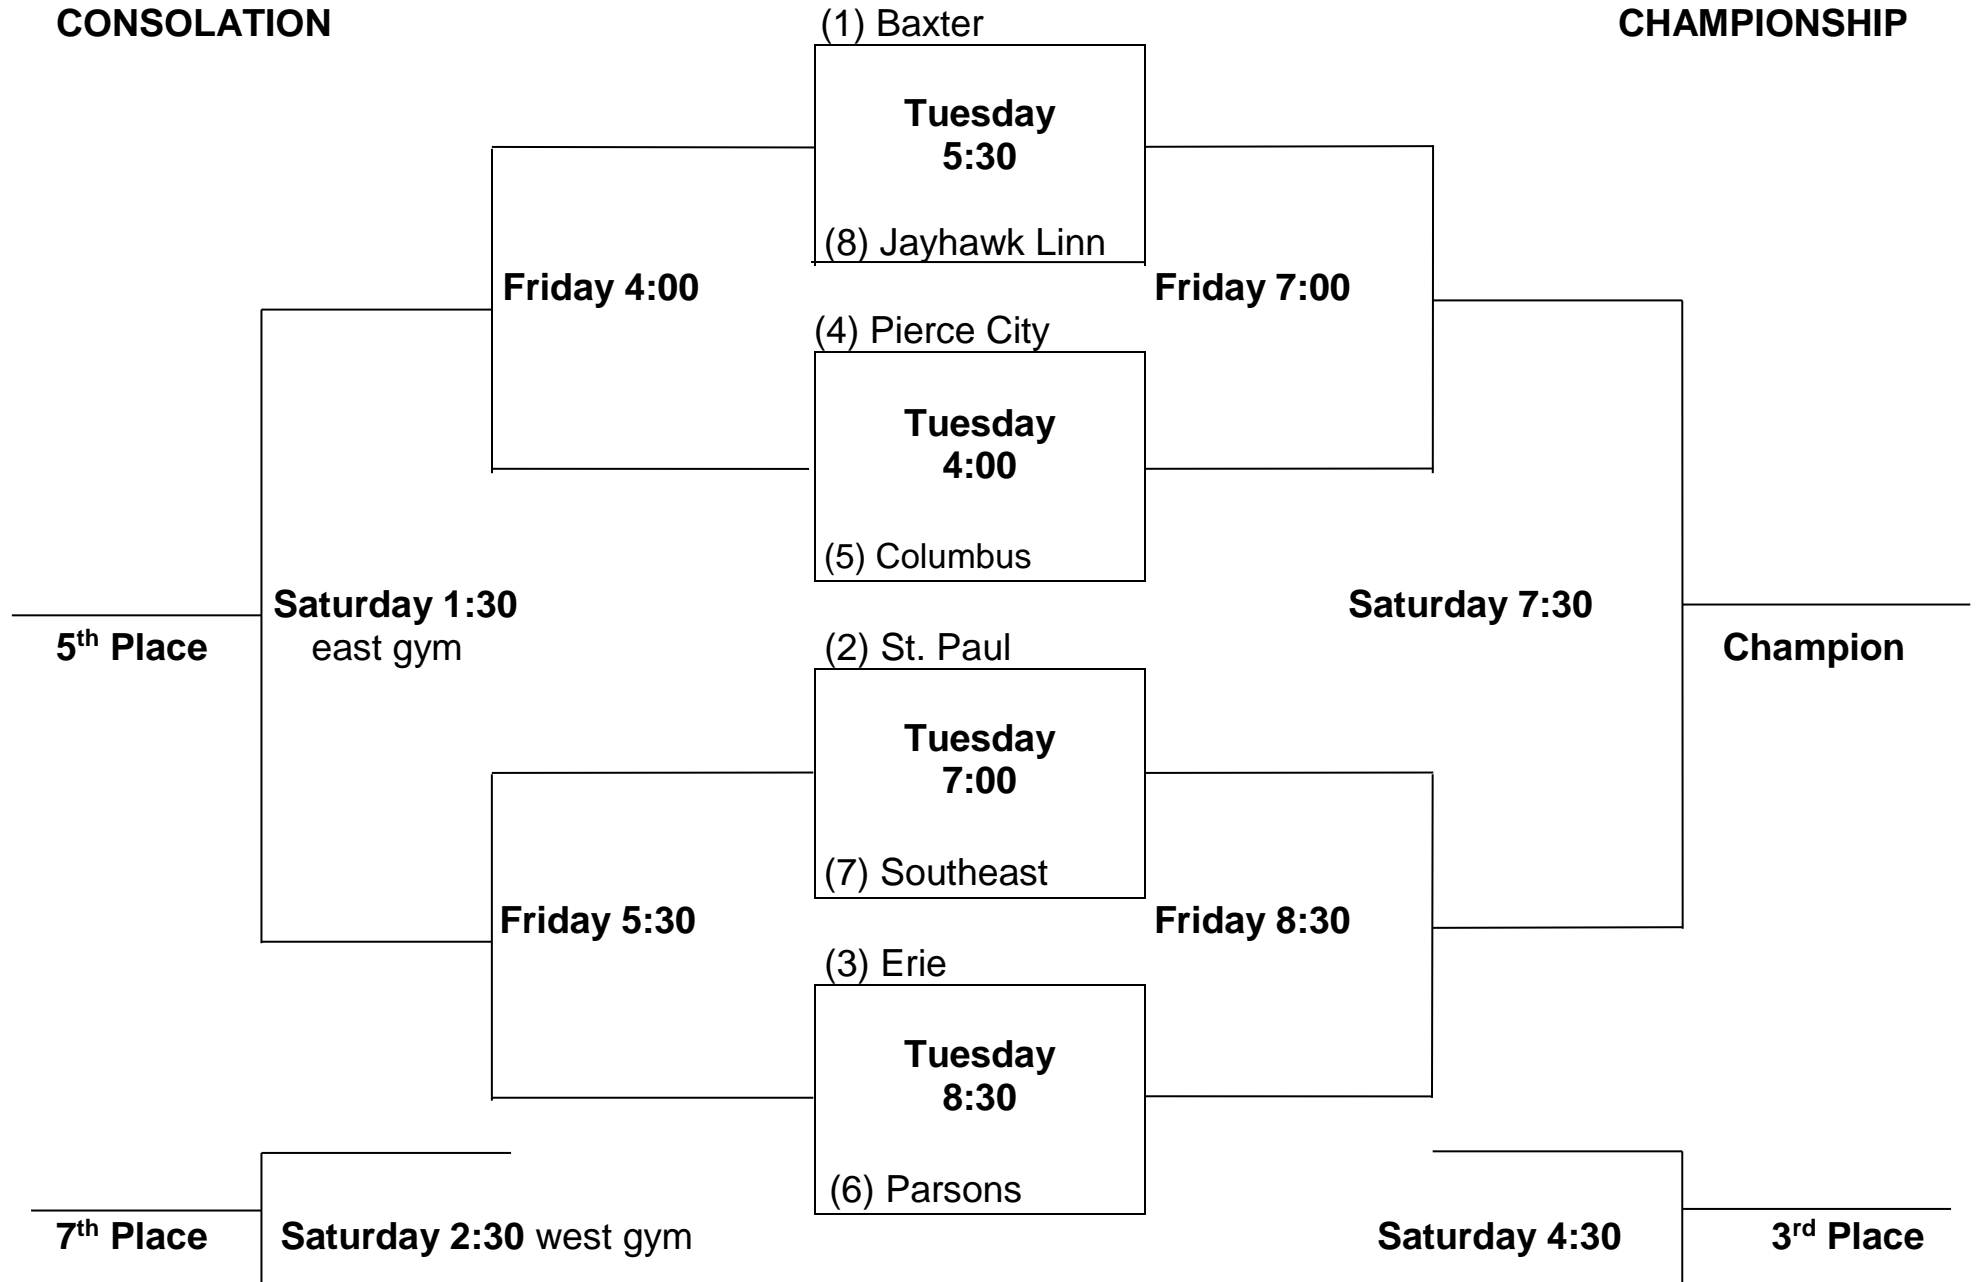 CONSOLATION
(1) Baxter
CHAMPIONSHIP
Tuesday
5:30
(8) Jayhawk Linn
Friday 4:00
Friday 7:00
(4) Pierce City
Tuesday
4:00
(5) Columbus
Saturday 1:30
east gym
Saturday 7:30
5th Place
(2) St. Paul
Champion
Tuesday
7:00
(7) Southeast
Friday 5:30
Friday 8:30
(3) Erie
Tuesday
8:30
(6) Parsons
7th Place
Saturday 2:30 west gym
Saturday 4:30
3rd Place